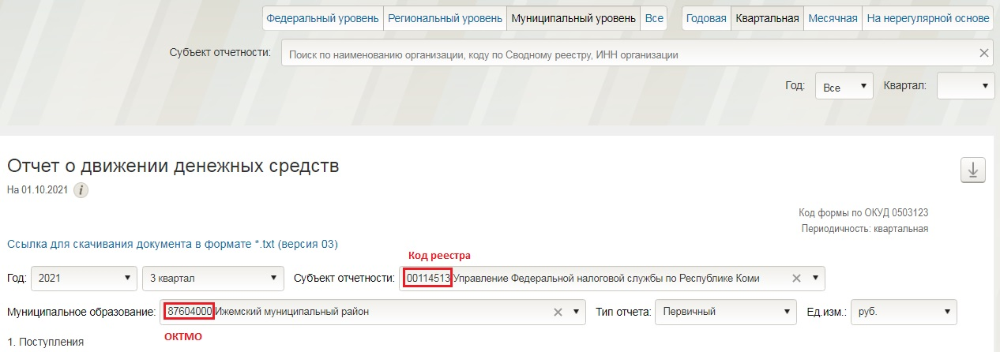 Федеральный уровень Региональный уровень Муниципальный уровень Все Годовая Квартальная Месячная На нерегулярной основе
Субъект отчетности: Поиск по наименованию организации, коду по Сводному реестру, ИНН организации
Год: Все Квартал:
Отчет о движении денежных средств
На 01.10.2021 i
Код формы по ОКУД 0503123
Периодичность: квартальная
Ссылка для скачивания документа в формате *.txt (версия 03)
Код реестра
Год: 2021 3 квартал Субъект отчетности: 00114513 Управление Федеральной налоговой службы по Республике Коми
Муниципальное образование: 87604000 Ижемский муниципальный район Тип отчета: Первичный Ед.изм.: руб.
ОКТМО
1. Поступления